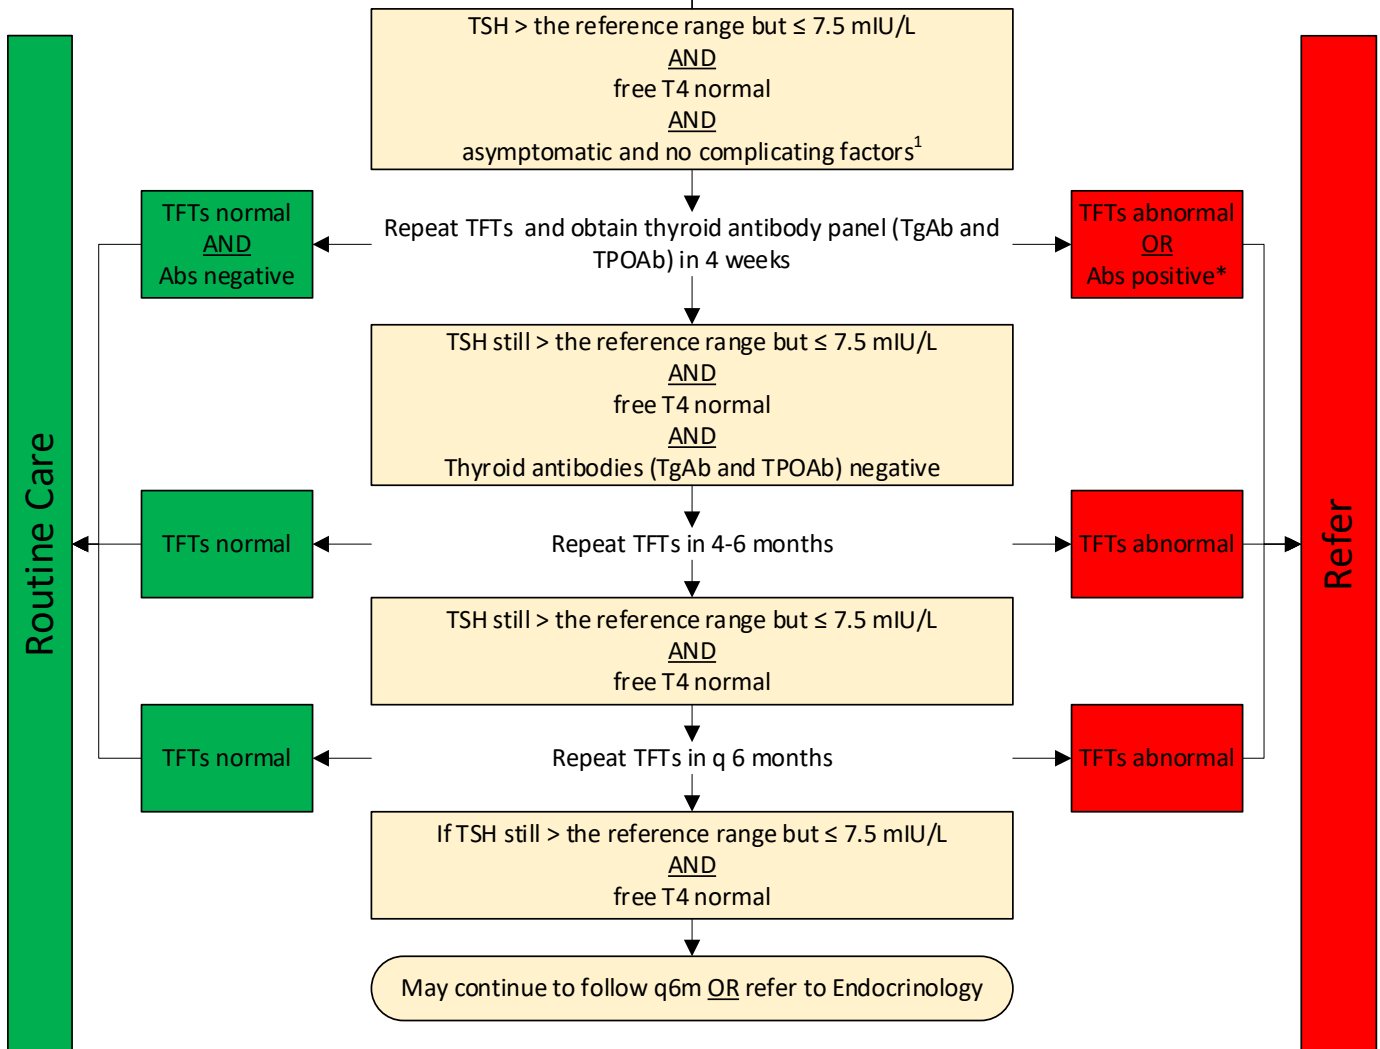 TSH > the reference range but ≤ 7.5 mIU/L
AND
free T4 normal
AND
asymptomatic and no complicating factors1
TFTs normal
AND
Abs negative
Repeat TFTs and obtain thyroid antibody panel (TgAb and
TPOAb) in 4 weeks
TFTs abnormal
OR
Abs positive*
TSH still > the reference range but ≤ 7.5 mIU/L
AND
free T4 normal
AND
Thyroid antibodies (TgAb and TPOAb) negative
Routine Care
TFTs normal
Repeat TFTs in 4-6 months
TFTs abnormal
Refer
TSH still > the reference range but ≤ 7.5 mIU/L
AND
free T4 normal
TFTs normal
Repeat TFTs in q 6 months
TFTs abnormal
If TSH still > the reference range but ≤ 7.5 mIU/L
AND
free T4 normal
May continue to follow q6m OR refer to Endocrinology